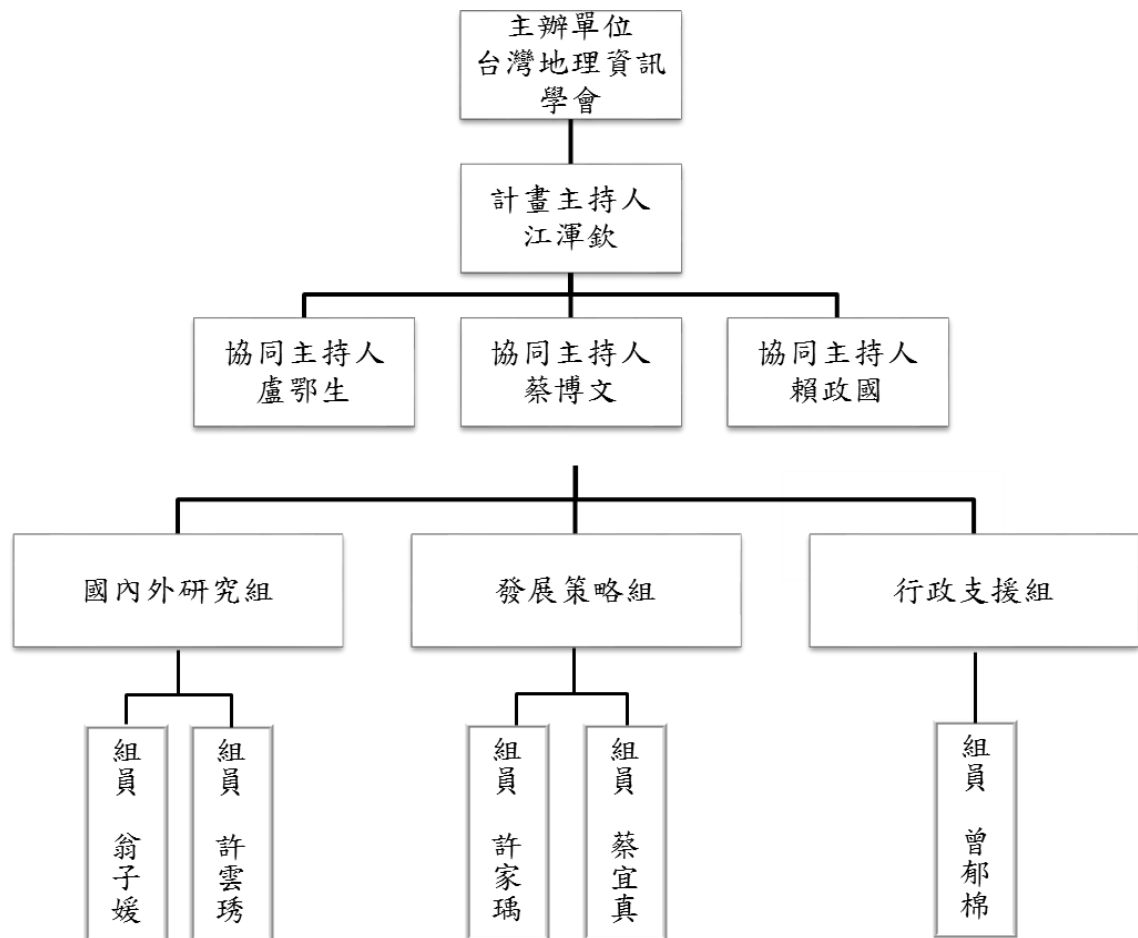 主辦單位
台灣地理資訊
學會
計畫主持人
江渾欽
協同主持人
盧鄂生
協同主持人
蔡博文
協同主持人
賴政國
國內外研究組
發展策略組
行政支援組
組員 翁子媛
組員 許雲琇
組員 許家瑀
組員 蔡宜真
組員 曾郁棉